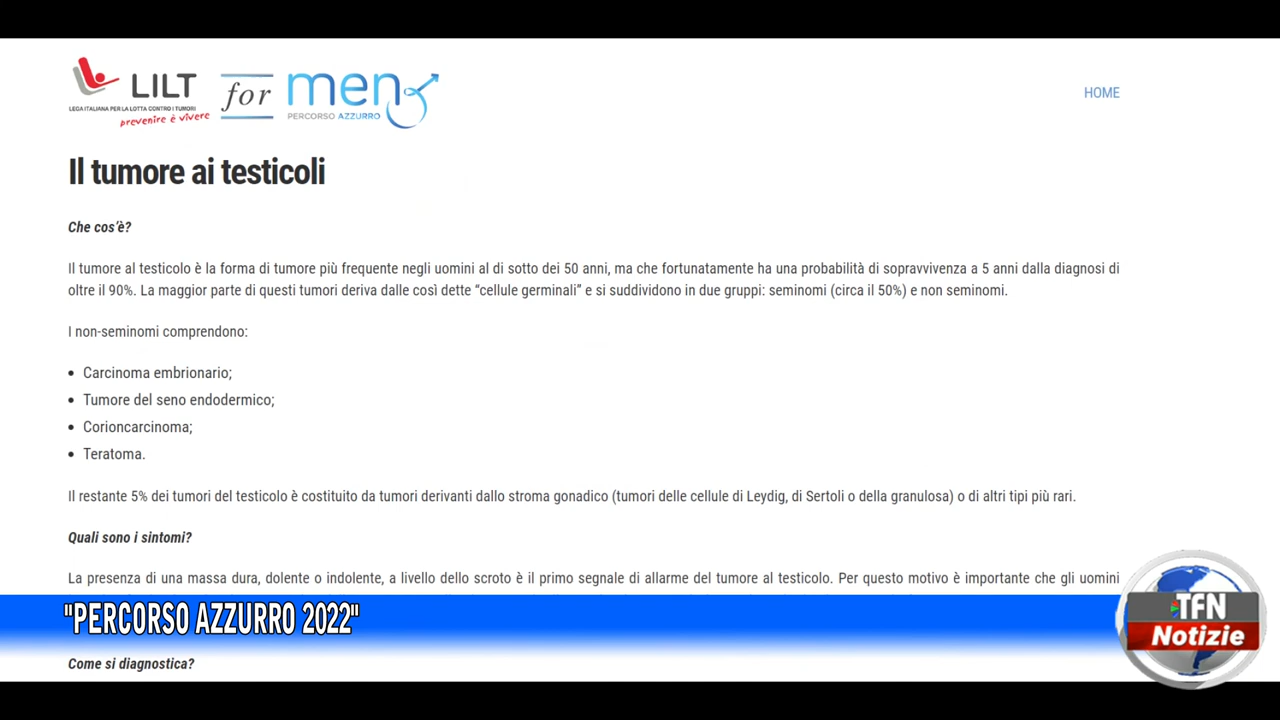 LILT
LEGA ITALIANA PER LA LOTTA CONTRO I TUMORI
prevenire è vivere
for
men
PERCORSO AZZURRO
HOME
Il tumore ai testicoli
Che cos'è?
Il tumore al testicolo è la forma di tumore più frequente negli uomini al di sotto dei 50 anni, ma che fortunatamente ha una probabilità di sopravvivenza a 5 anni dalla diagnosi di
oltre il 90%. La maggior parte di questi tumori deriva dalle così dette “cellule germinali” e si suddividono in due gruppi: seminomi (circa il 50%) e non seminomi.
I non-seminomi comprendono:
• Carcinoma embrionario;
• Tumore del seno endodermico;
• Corioncarcinoma;
• Teratoma.
Il restante 5% dei tumori del testicolo è costituito da tumori derivanti dallo stroma gonadico (tumori delle cellule di Leydig, di Sertoli o della granulosa) o di altri tipi più rari.
Quali sono i sintomi?
La presenza di una massa dura, dolente o indolente, a livello dello scroto è il primo segnale di allarme del tumore al testicolo. Per questo motivo è importante che gli uomini
"PERCORSO AZZURRO 2022"
TFN
Notizie
Come si diagnostica?